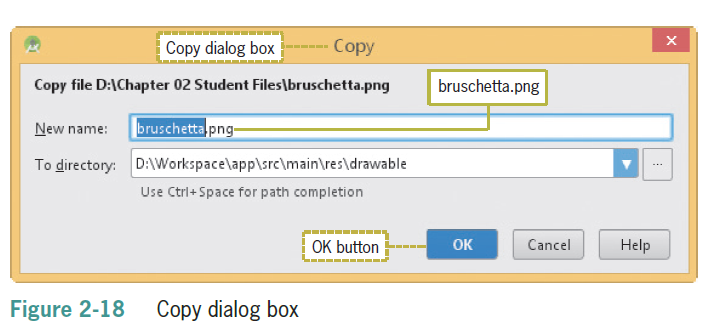 Copy dialog box
Copy
Copy file D:\Chapter 02 Student Files\bruschetta.png
bruschetta.png
New name: bruschetta.png
To directory: D:\Workspace\app\src\main\res\drawable ...
Use Ctrl+Space for path completion
OK button
OK Cancel Help
Figure 2-18 Copy dialog box